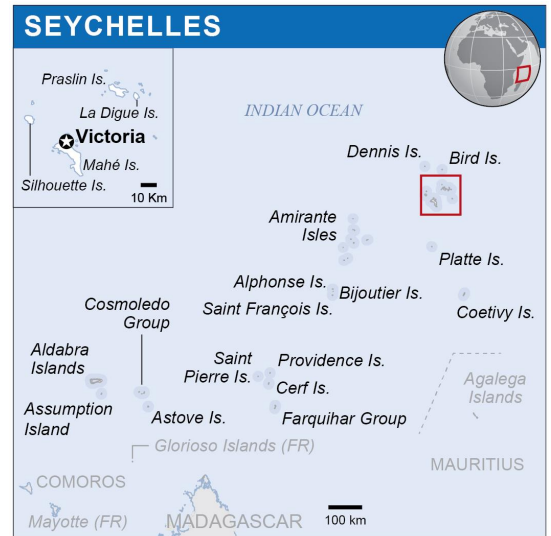 SEYCHELLES
Praslin Is.
La Digue Is.
Victoria
Mahé Is.
Silhouette Is.
10 Km
INDIAN OCEAN
Dennis Is.
Bird Is.
Amirante
Isles
Platte Is.
Alphonse Is.
Bijoutier Is.
Saint François Is.
Coetivy Is.
Cosmoledo
Group
Aldabra
Islands
Saint
Pierre Is.
Providence Is.
Cerf Is.
Agalega
Islands
Assumption
Island
Astove Is.
Farquihar Group
Glorioso Islands (FR)
MAURITIUS
COMOROS
Mayotte (FR)
MADAGASCAR
100 km